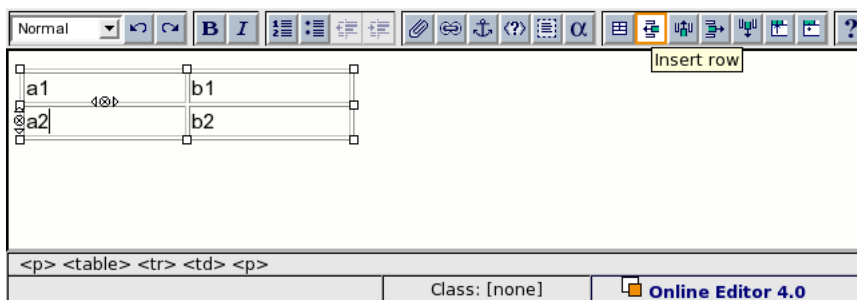 Normal B I <?> α ?
Insert row
a1 b1
a2 b2
<p> <table> <tr> <td> <p>
Class: [none] Online Editor 4.0